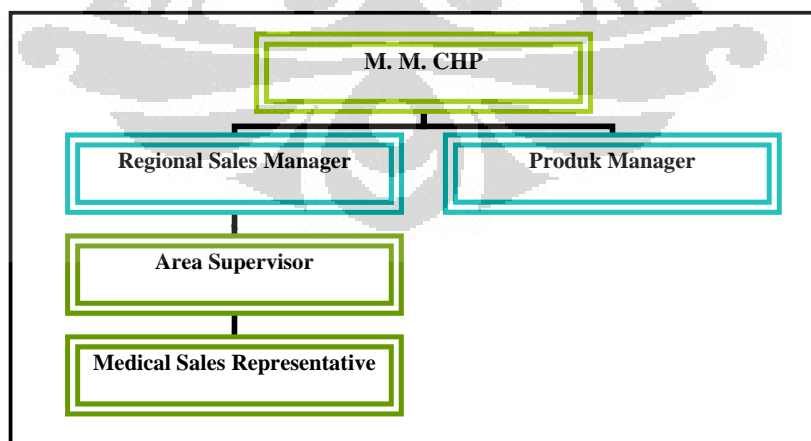 M. M. CHP
Regional Sales Manager
Produk Manager
Area Supervisor
Medical Sales Representative